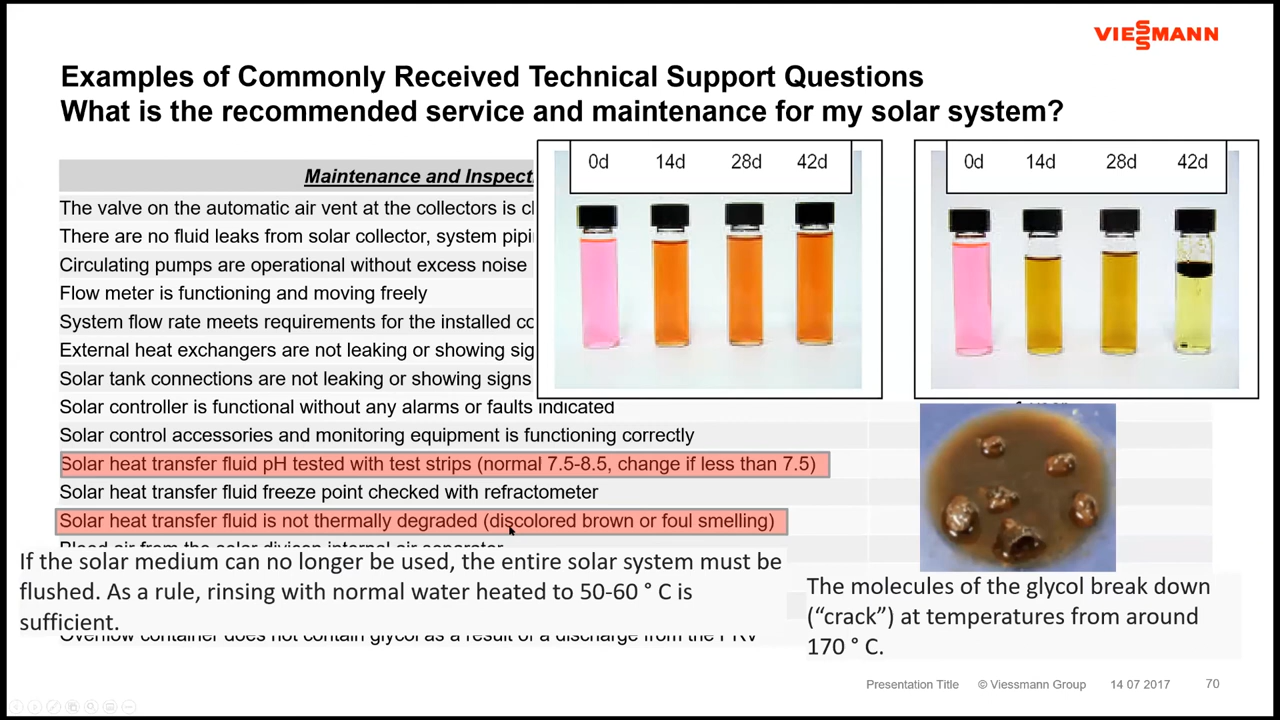 VIESSMANN
Examples of Commonly Received Technical Support Questions
What is the recommended service and maintenance for my solar system?
Maintenance and Inspect
The valve on the automatic air vent at the collectors is
There are no fluid leaks from solar collector, system
Circulating pumps are operational without excess noise
Flow meter is functioning and moving freely
System flow rate meets requirements for the installed
External heat exchangers are not leaking or showing
Solar tank connections are not leaking or showing signs
Solar controller is functional without any alarms or faults indicated
Solar control accessories and monitoring equipment is functioning correctly
Solar heat transfer fluid pH tested with test strips (normal 7.5-8.5, change if less than 7.5)
Solar heat transfer fluid freeze point checked with refractometer
Solar heat transfer fluid is not thermally degraded (discolored brown or foul smelling)
Bleed air from the solar divicon internal air separator
If the solar medium can no longer be used, the entire solar system must be
flushed. As a rule, rinsing with normal water heated to 50-60 ° C is
sufficient.
Overflow container does not contain glycol as a result of a discharge from the PRV
0d 14d 28d 42d
0d 14d 28d 42d
The molecules of the glycol break down
(“crack”) at temperatures from around
170 ° C.
Presentation Title © Viessmann Group 14 07 2017 70